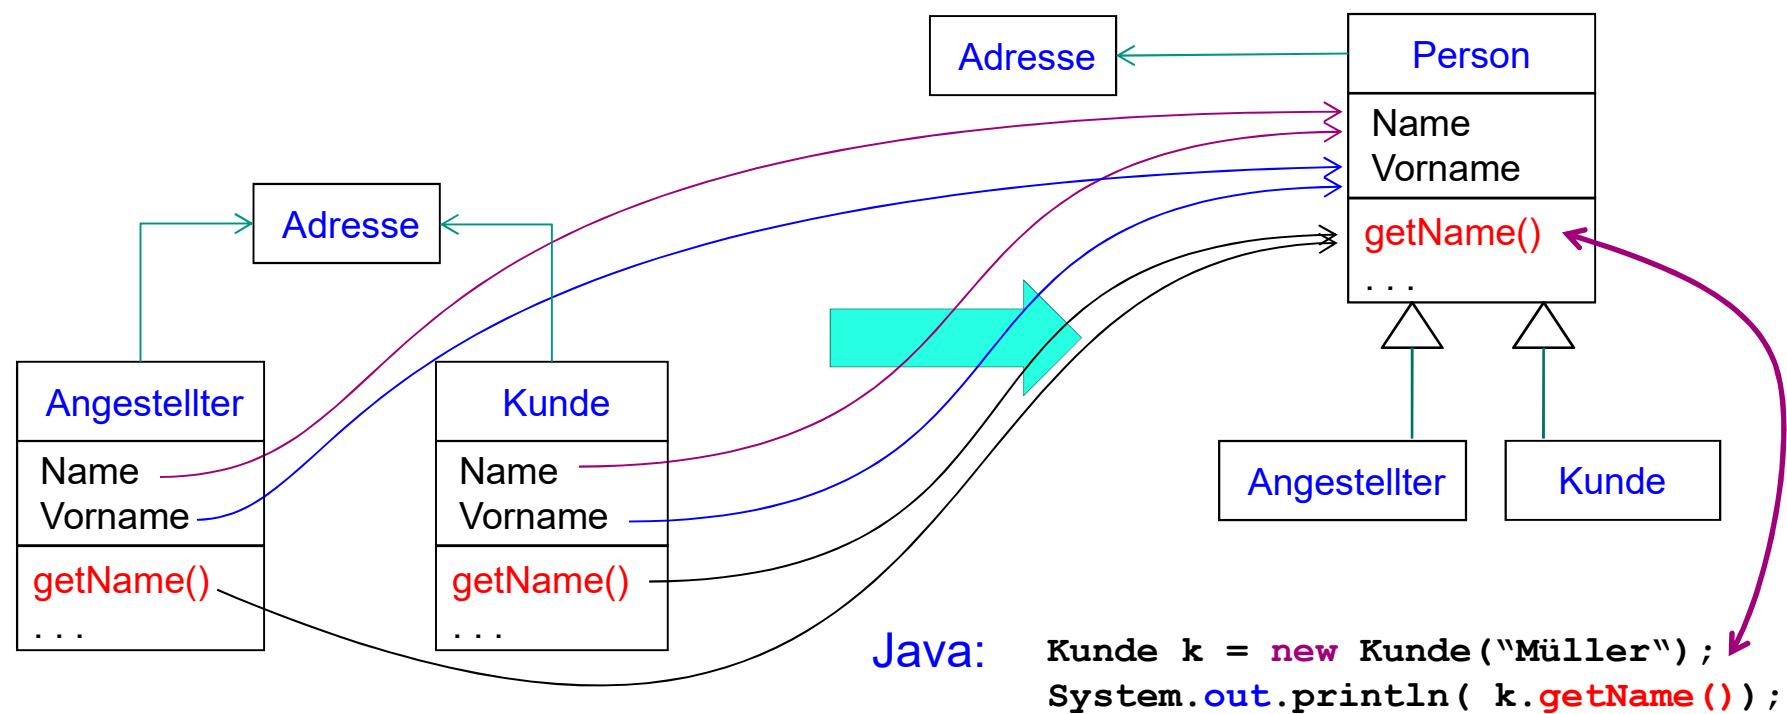 Adresse
Angestellter
Name
Vorname
getName()
. . .
Kunde
Name
Vorname
getName()
. . .
Adresse
Person
Name
Vorname
getName()
. . .
Angestellter
Kunde
Java:
Kunde k = new Kunde(“Müller“);
System.out.println( k.getName());